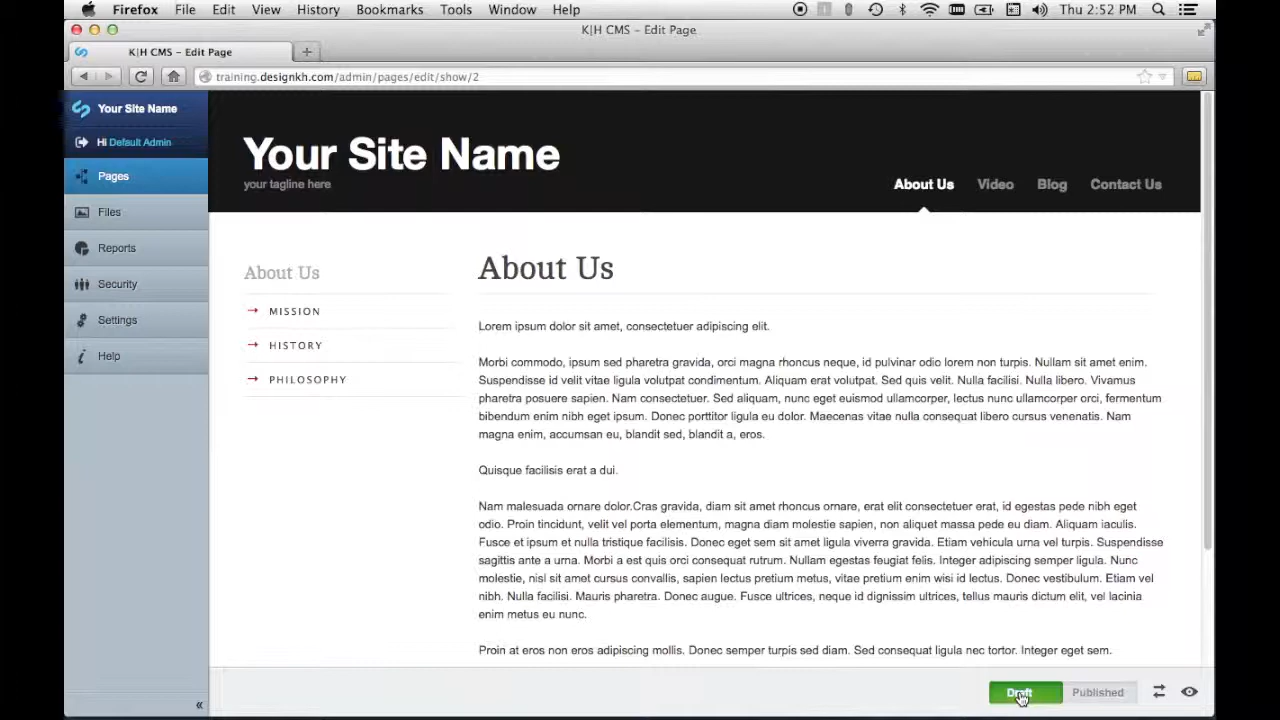 Firefox File Edit View History Bookmarks Tools Window Help Thu 2:52 PM
K|H CMS – Edit Page
K|H CMS – Edit Page
training.designkh.com/admin/pages/edit/show/2
Your Site Name
Hi Default Admin
Pages
Files
Reports
Security
Settings
Help
Your Site Name
your tagline here
About Us Video Blog Contact Us
About Us
MISSION
HISTORY
PHILOSOPHY
About Us
Lorem ipsum dolor sit amet, consectetuer adipiscing elit.
Morbi commodo, ipsum sed pharetra gravida, orci magna rhoncus neque, id pulvinar odio lorem non turpis. Nullam sit amet enim.
Suspendisse id velit vitae ligula volutpat condimentum. Aliquam erat volutpat. Sed quis velit. Nulla facilisi. Nulla libero. Vivamus
pharetra posuere sapien. Nam consectetuer. Sed aliquam, nunc eget euismod ullamcorper, lectus nunc ullamcorper orci, fermentum
bibendum enim nibh eget ipsum. Donec porttitor ligula eu dolor. Maecenas vitae nulla consequat libero cursus venenatis. Nam
magna enim, accumsan eu, blandit sed, blandit a, eros.
Quisque facilisis erat a dui.
Nam malesuada ornare dolor.Cras gravida, diam sit amet rhoncus ornare, erat elit consectetuer erat, id egestas pede nibh eget
odio. Proin tincidunt, velit vel porta elementum, magna diam molestie sapien, non aliquet massa pede eu diam. Aliquam iaculis.
Fusce et ipsum et nulla tristique facilisis. Donec eget sem sit amet ligula viverra gravida. Etiam vehicula urna vel turpis. Suspendisse
sagittis ante a urna. Morbi a est quis orci consequat rutrum. Nullam egestas feugiat felis. Integer adipiscing semper ligula. Nunc
molestie, nisl sit amet cursus convallis, sapien lectus pretium metus, vitae pretium enim wisi id lectus. Donec vestibulum. Etiam vel
nibh. Nulla facilisi. Mauris pharetra. Donec augue. Fusce ultrices, neque id dignissim ultrices, tellus mauris dictum elit, vel lacinia
enim metus eu nunc.
Proin at eros non eros adipiscing mollis. Donec semper turpis sed diam. Sed consequat ligula nec tortor. Integer eget sem.
Draft Published